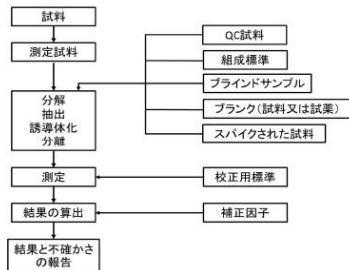 試料
測定試料
分解
抽出
誘導体化
分離
測定
結果の算出
結果と不確かさ
の報告
QC試料
組成標準
ブラインドサンプル
ブランク(試料又は試薬)
スパイクされた試料
校正用標準
補正因子